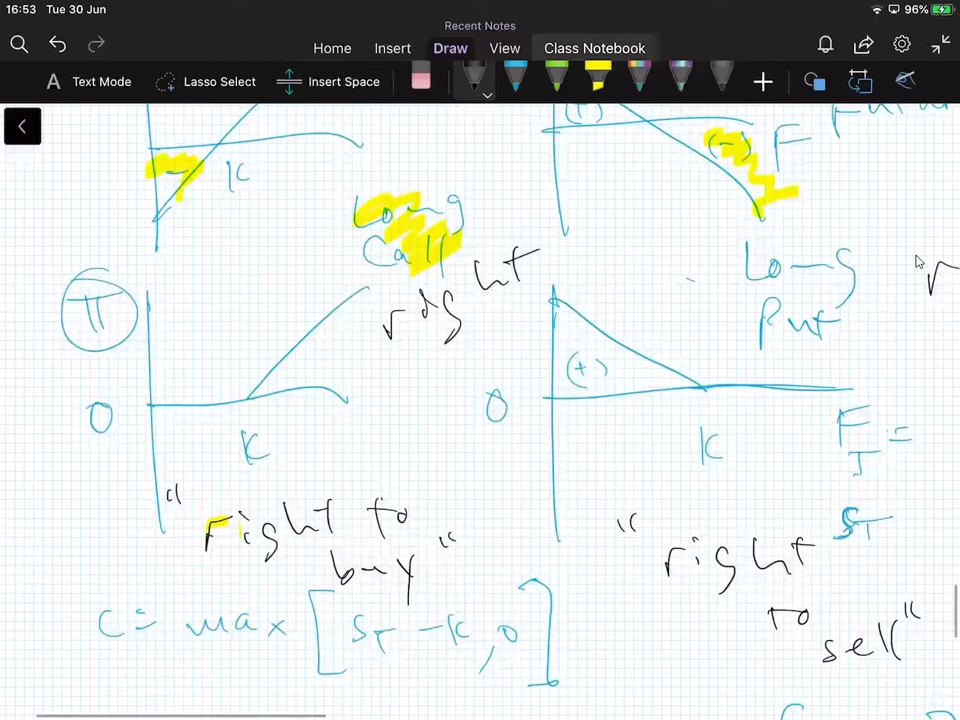 16:53 Tue 30 Jun
96%
Recent Notes
Home Insert Draw View Class Notebook
Text Mode Lasso Select Insert Space
(+)
(-)
F
-
K
Long
Call
right
Long
Put
π
(+)
0
0
K
K
F
T =
ST
"right to
buy"
"right
to
sell"
C = max [ST - K, 0]